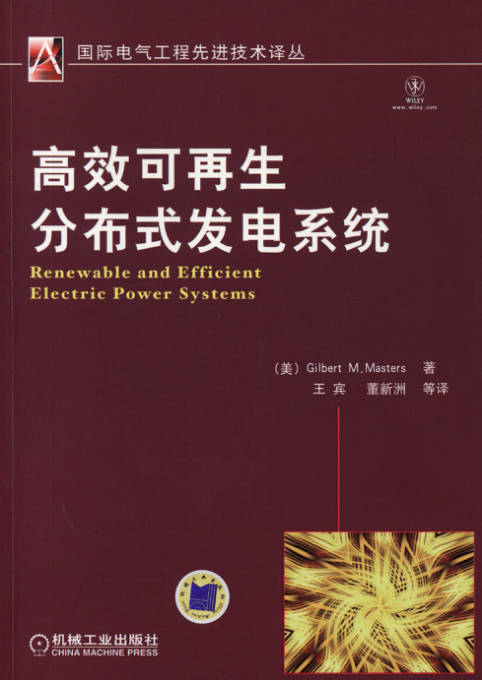 国际电气工程先进技术译丛
WILEY
www.wiley.com
高效可再生
分布式发电系统
Renewable and Efficient
Electric Power Systems
(美) Gilbert M.Masters 著
王宾 董新洲 等译
机械工业出版社
CHINA MACHINE PRESS